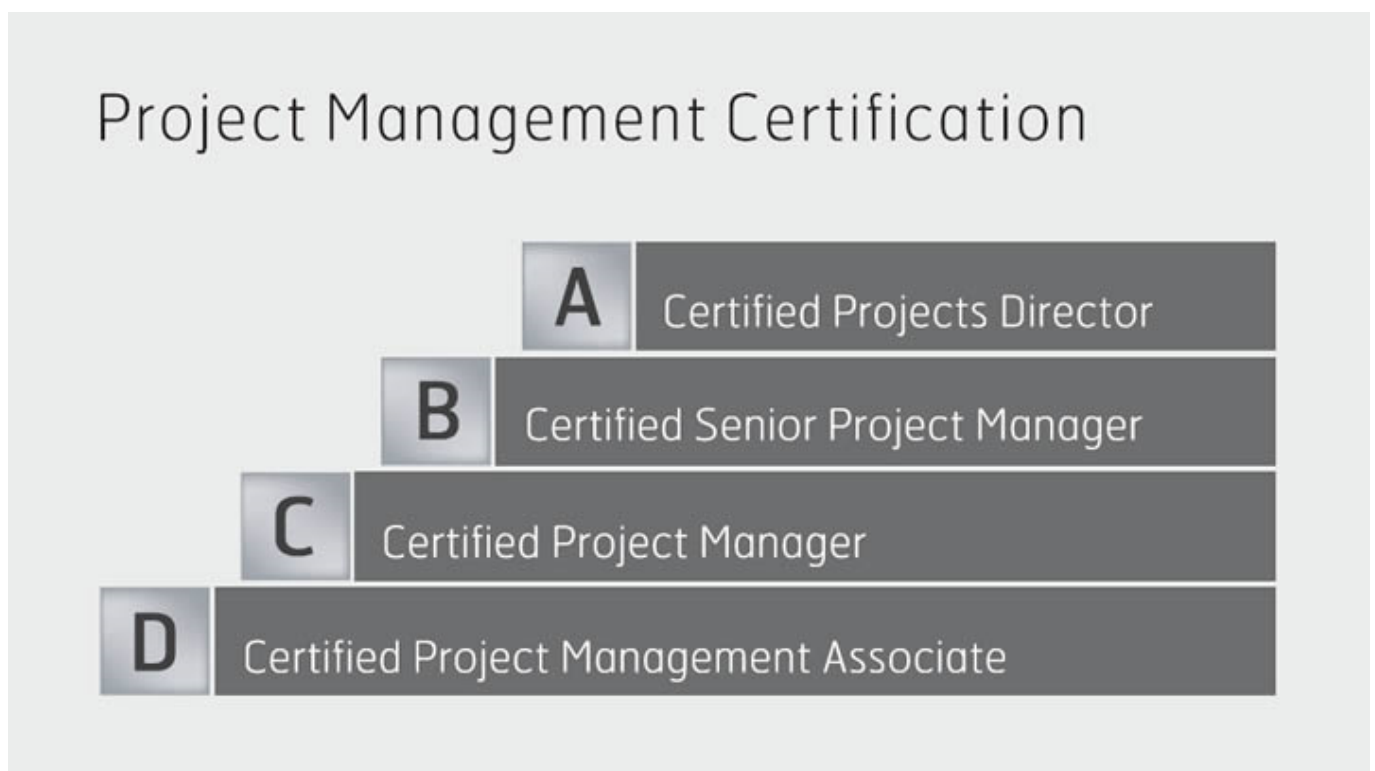 Project Management Certification
A Certified Projects Director
B Certified Senior Project Manager
C Certified Project Manager
D Certified Project Management Associate